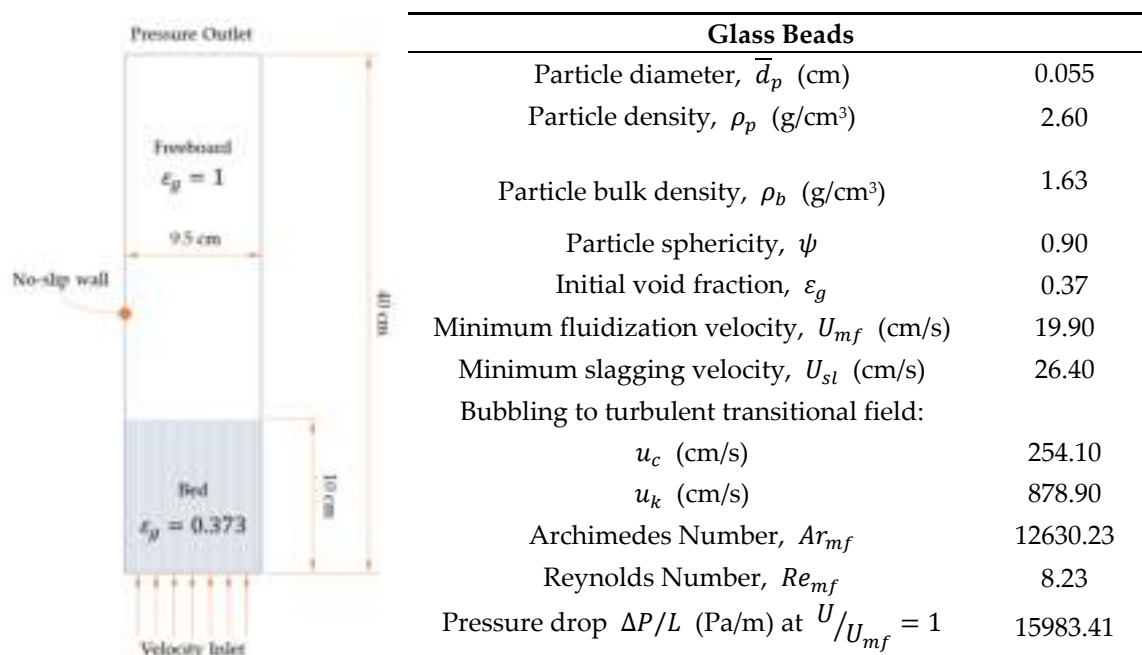 Pressure Outlet
Freeboard
ε_g = 1
9.5 cm
No-slip wall
40 cm
10 cm
Bed
ε_g = 0.373
Velocity Inlet
Glass Beads
Particle diameter, d̅_p (cm) 0.055
Particle density, ρ_p (g/cm³) 2.60
Particle bulk density, ρ_b (g/cm³) 1.63
Particle sphericity, ψ 0.90
Initial void fraction, ε_g 0.37
Minimum fluidization velocity, U_mf (cm/s) 19.90
Minimum slagging velocity, U_sl (cm/s) 26.40
Bubbling to turbulent transitional field:
u_c (cm/s) 254.10
u_k (cm/s) 878.90
Archimedes Number, Ar_mf 12630.23
Reynolds Number, Re_mf 8.23
Pressure drop ΔP/L (Pa/m) at U/U_mf = 1 15983.41